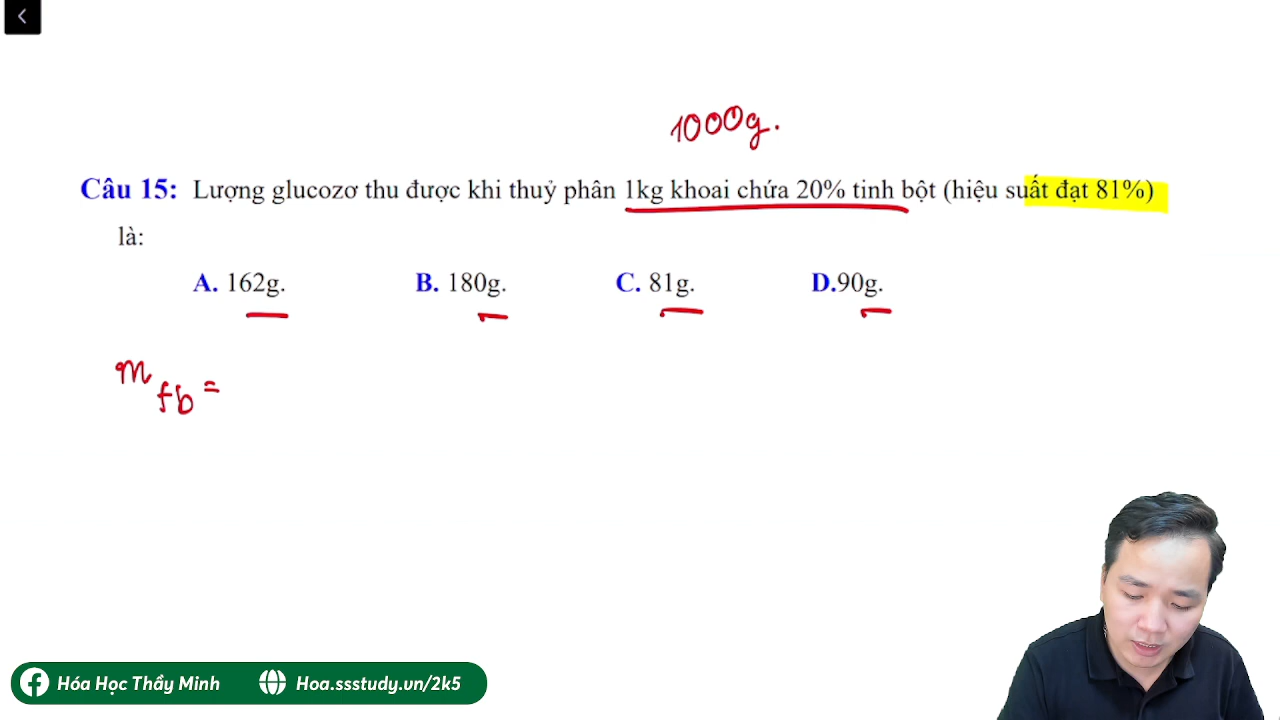 1000g.
Câu 15: Lượng glucozơ thu được khi thuỷ phân 1kg khoai chứa 20% tinh bột (hiệu suất đạt 81%)
là:
A. 162g. B. 180g. C. 81g. D.90g.
m tb =
Hóa Học Thầy Minh Hoa.ssstudy.vn/2k5